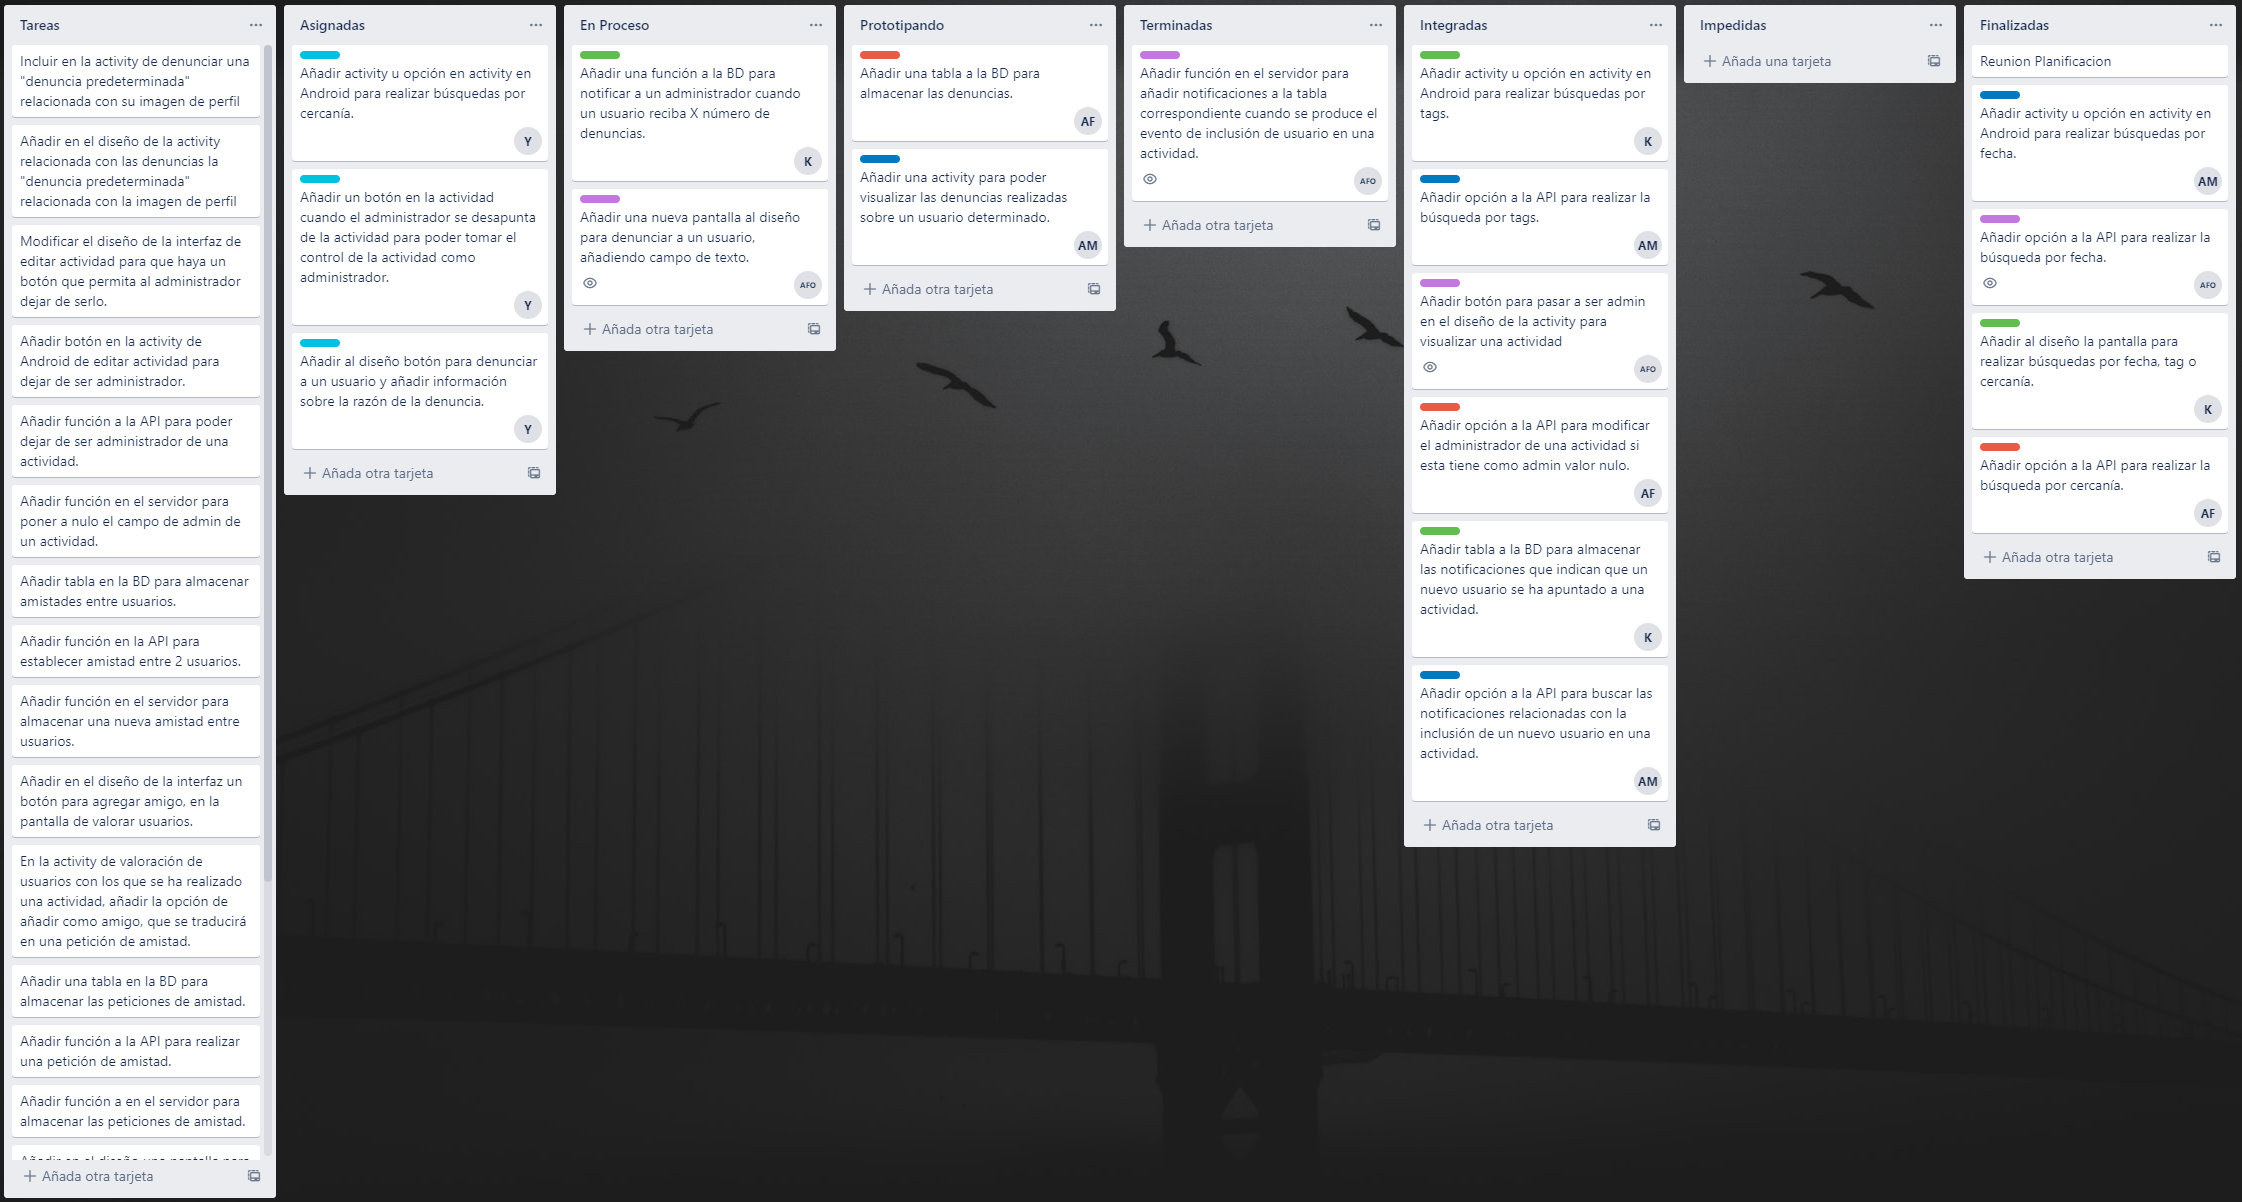 Tareas
Incluir en la activity de denunciar una
"denuncia predeterminada"
relacionada con su imagen de perfil
Añadir en el diseño de la activity
relacionada con las denuncias la
"denuncia predeterminada"
relacionada con la imagen de perfil
Modificar el diseño de la interfaz de
editar actividad para que haya un
botón que permita al administrador
dejar de serlo.
Añadir botón en la activity de
Android de editar actividad para
dejar de ser administrador.
Añadir función a la API para poder
dejar de ser administrador de una
actividad.
Añadir función en el servidor para
poner a nulo el campo de admin de
un actividad.
Añadir tabla en la BD para almacenar
amistades entre usuarios.
Añadir función en la API para
establecer amistad entre 2 usuarios.
Añadir función en el servidor para
almacenar una nueva amistad entre
usuarios.
Añadir en el diseño de la interfaz un
botón para agregar amigo, en la
pantalla de valorar usuarios.
En la activity de valoración de
usuarios con los que se ha realizado
una actividad, añadir la opción de
añadir como amigo, que se traducirá
en una petición de amistad.
Añadir una tabla en la BD para
almacenar las peticiones de amistad.
Añadir función a la API para realizar
una petición de amistad.
Añadir función a en el servidor para
almacenar las peticiones de amistad.
Añadir en el diseño una pantalla para
Añada otra tarjeta
Asignadas
Añadir activity u opción en activity en
Android para realizar búsquedas por
cercanía.
Y
Añadir un botón en la actividad
cuando el administrador se desapunta
de la actividad para poder tomar el
control de la actividad como
administrador.
Y
Añadir al diseño botón para denunciar
a un usuario y añadir información
sobre la razón de la denuncia.
Y
Añada otra tarjeta
En Proceso
Añadir una función a la BD para
notificar a un administrador cuando
un usuario reciba X número de
denuncias.
K
Añadir una nueva pantalla al diseño
para denunciar a un usuario,
añadiendo campo de texto.
AFO
Añada otra tarjeta
Prototipando
Añadir una tabla a la BD para
almacenar las denuncias.
AF
Añadir una activity para poder
visualizar las denuncias realizadas
sobre un usuario determinado.
AM
Añada otra tarjeta
Terminadas
Añadir función en el servidor para
añadir notificaciones a la tabla
correspondiente cuando se produce el
evento de inclusión de usuario en una
actividad.
AFO
Añada otra tarjeta
Integradas
Añadir activity u opción en activity en
Android para realizar búsquedas por
tags.
K
Añadir opción a la API para realizar la
búsqueda por tags.
AM
Añadir botón para pasar a ser admin
en el diseño de la activity para
visualizar una actividad
AFO
Añadir opción a la API para modificar
el administrador de una actividad si
esta tiene como admin valor nulo.
AF
Añadir tabla a la BD para almacenar
las notificaciones que indican que un
nuevo usuario se ha apuntado a una
actividad.
K
Añadir opción a la API para buscar las
notificaciones relacionadas con la
inclusión de un nuevo usuario en una
actividad.
AM
Añada otra tarjeta
Impedidas
Añada una tarjeta
Finalizadas
Reunion Planificacion
Añadir activity u opción en activity en
Android para realizar búsquedas por
fecha.
AM
Añadir opción a la API para realizar la
búsqueda por fecha.
AFO
Añadir al diseño la pantalla para
realizar búsquedas por fecha, tag o
cercanía.
K
Añadir opción a la API para realizar la
búsqueda por cercanía.
AF
Añada otra tarjeta